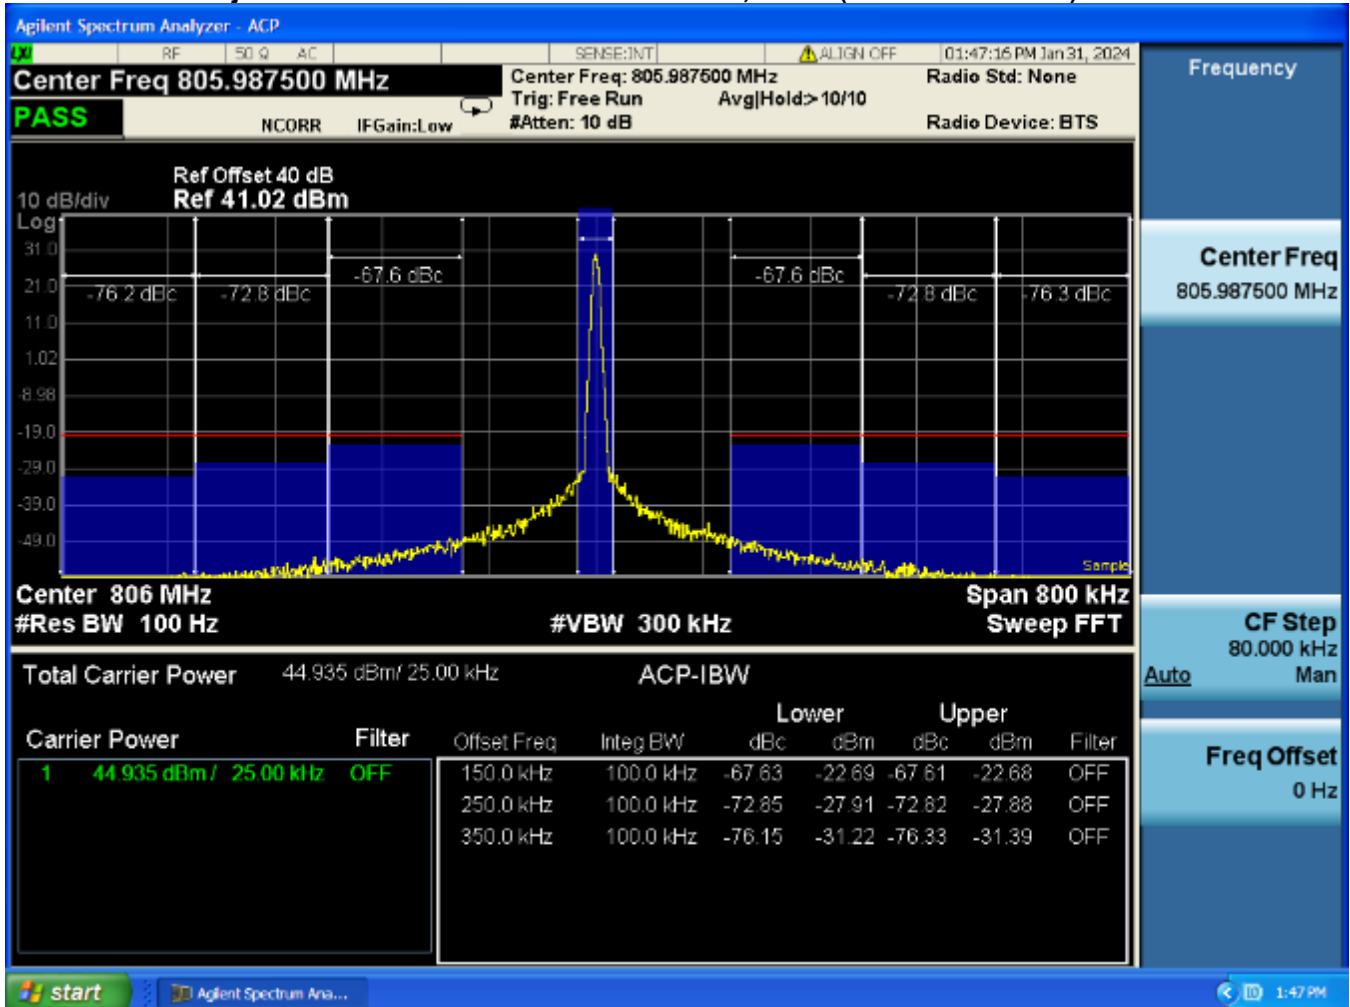 Agilent Spectrum Analyzer - ACP
LXI RF 50 Ω AC SENSE:INT ALIGN OFF 01:47:16 PM Jan 31, 2024
Center Freq 805.987500 MHz
Center Freq: 805.987500 MHz
Radio Std: None
Trig: Free Run Avg|Hold:>10/10
PASS NCORR IFGain:Low #Atten: 10 dB Radio Device: BTS
Frequency
Ref Offset 40 dB
10 dB/div Ref 41.02 dBm
Log
31.0
21.0
11.0
1.02
-8.98
-19.0
-29.0
-39.0
-49.0
-76.2 dBc -72.8 dBc -67.6 dBc -67.6 dBc -72.8 dBc -76.3 dBc
Sample
Center 806 MHz Span 800 kHz
#Res BW 100 Hz #VBW 300 kHz Sweep FFT
Total Carrier Power 44.935 dBm/ 25.00 kHz ACP-IBW
Lower Upper
Carrier Power Filter Offset Freq Integ BW dBc dBm dBc dBm Filter
1 44.935 dBm / 25.00 kHz OFF 150.0 kHz 100.0 kHz -67.63 -22.69 -67.61 -22.68 OFF
250.0 kHz 100.0 kHz -72.85 -27.91 -72.82 -27.88 OFF
350.0 kHz 100.0 kHz -76.15 -31.22 -76.33 -31.39 OFF
Center Freq
805.987500 MHz
CF Step
80.000 kHz
Auto Man
Freq Offset
0 Hz
start Agilent Spectrum Ana... 1:47 PM